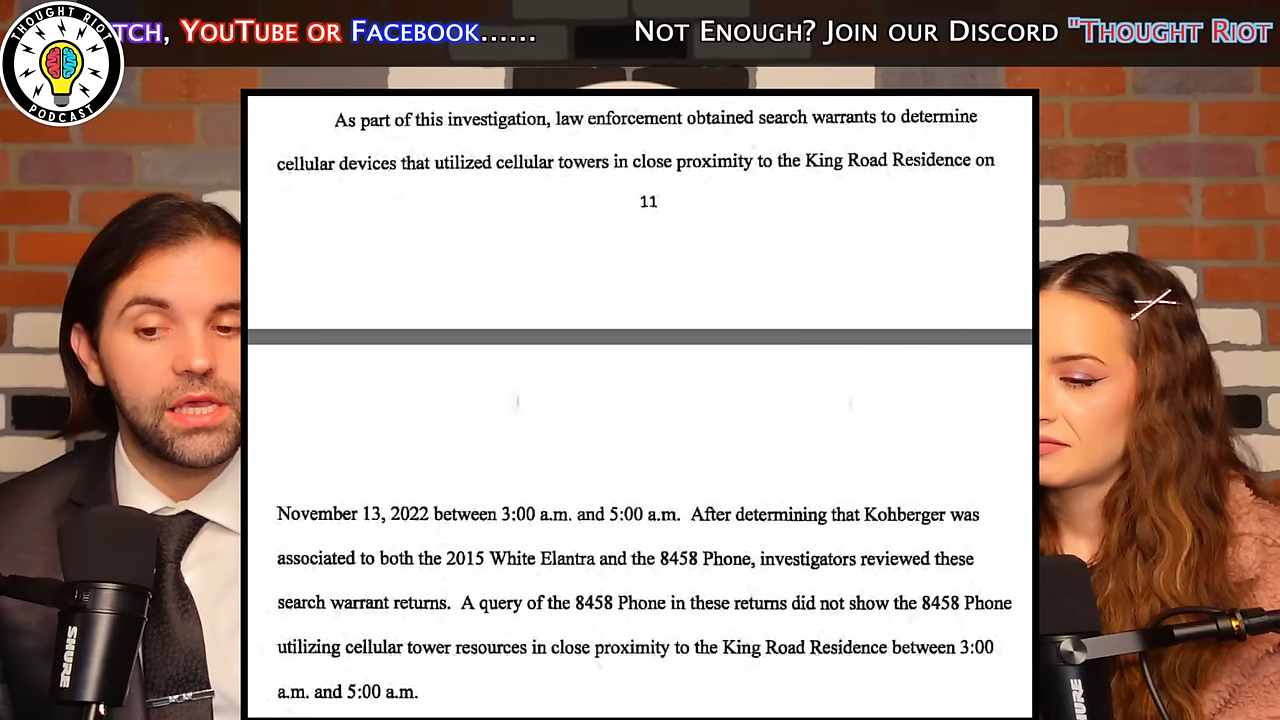 TCH, YOUTUBE OR FACEBOOK...... NOT ENOUGH? JOIN OUR DISCORD "THOUGHT RIOT
THOUGHT RIOT
PODCAST
As part of this investigation, law enforcement obtained search warrants to determine
cellular devices that utilized cellular towers in close proximity to the King Road Residence on
11
November 13, 2022 between 3:00 a.m. and 5:00 a.m. After determining that Kohberger was
associated to both the 2015 White Elantra and the 8458 Phone, investigators reviewed these
search warrant returns. A query of the 8458 Phone in these returns did not show the 8458 Phone
utilizing cellular tower resources in close proximity to the King Road Residence between 3:00
a.m. and 5:00 a.m.
SHURE
SHURE